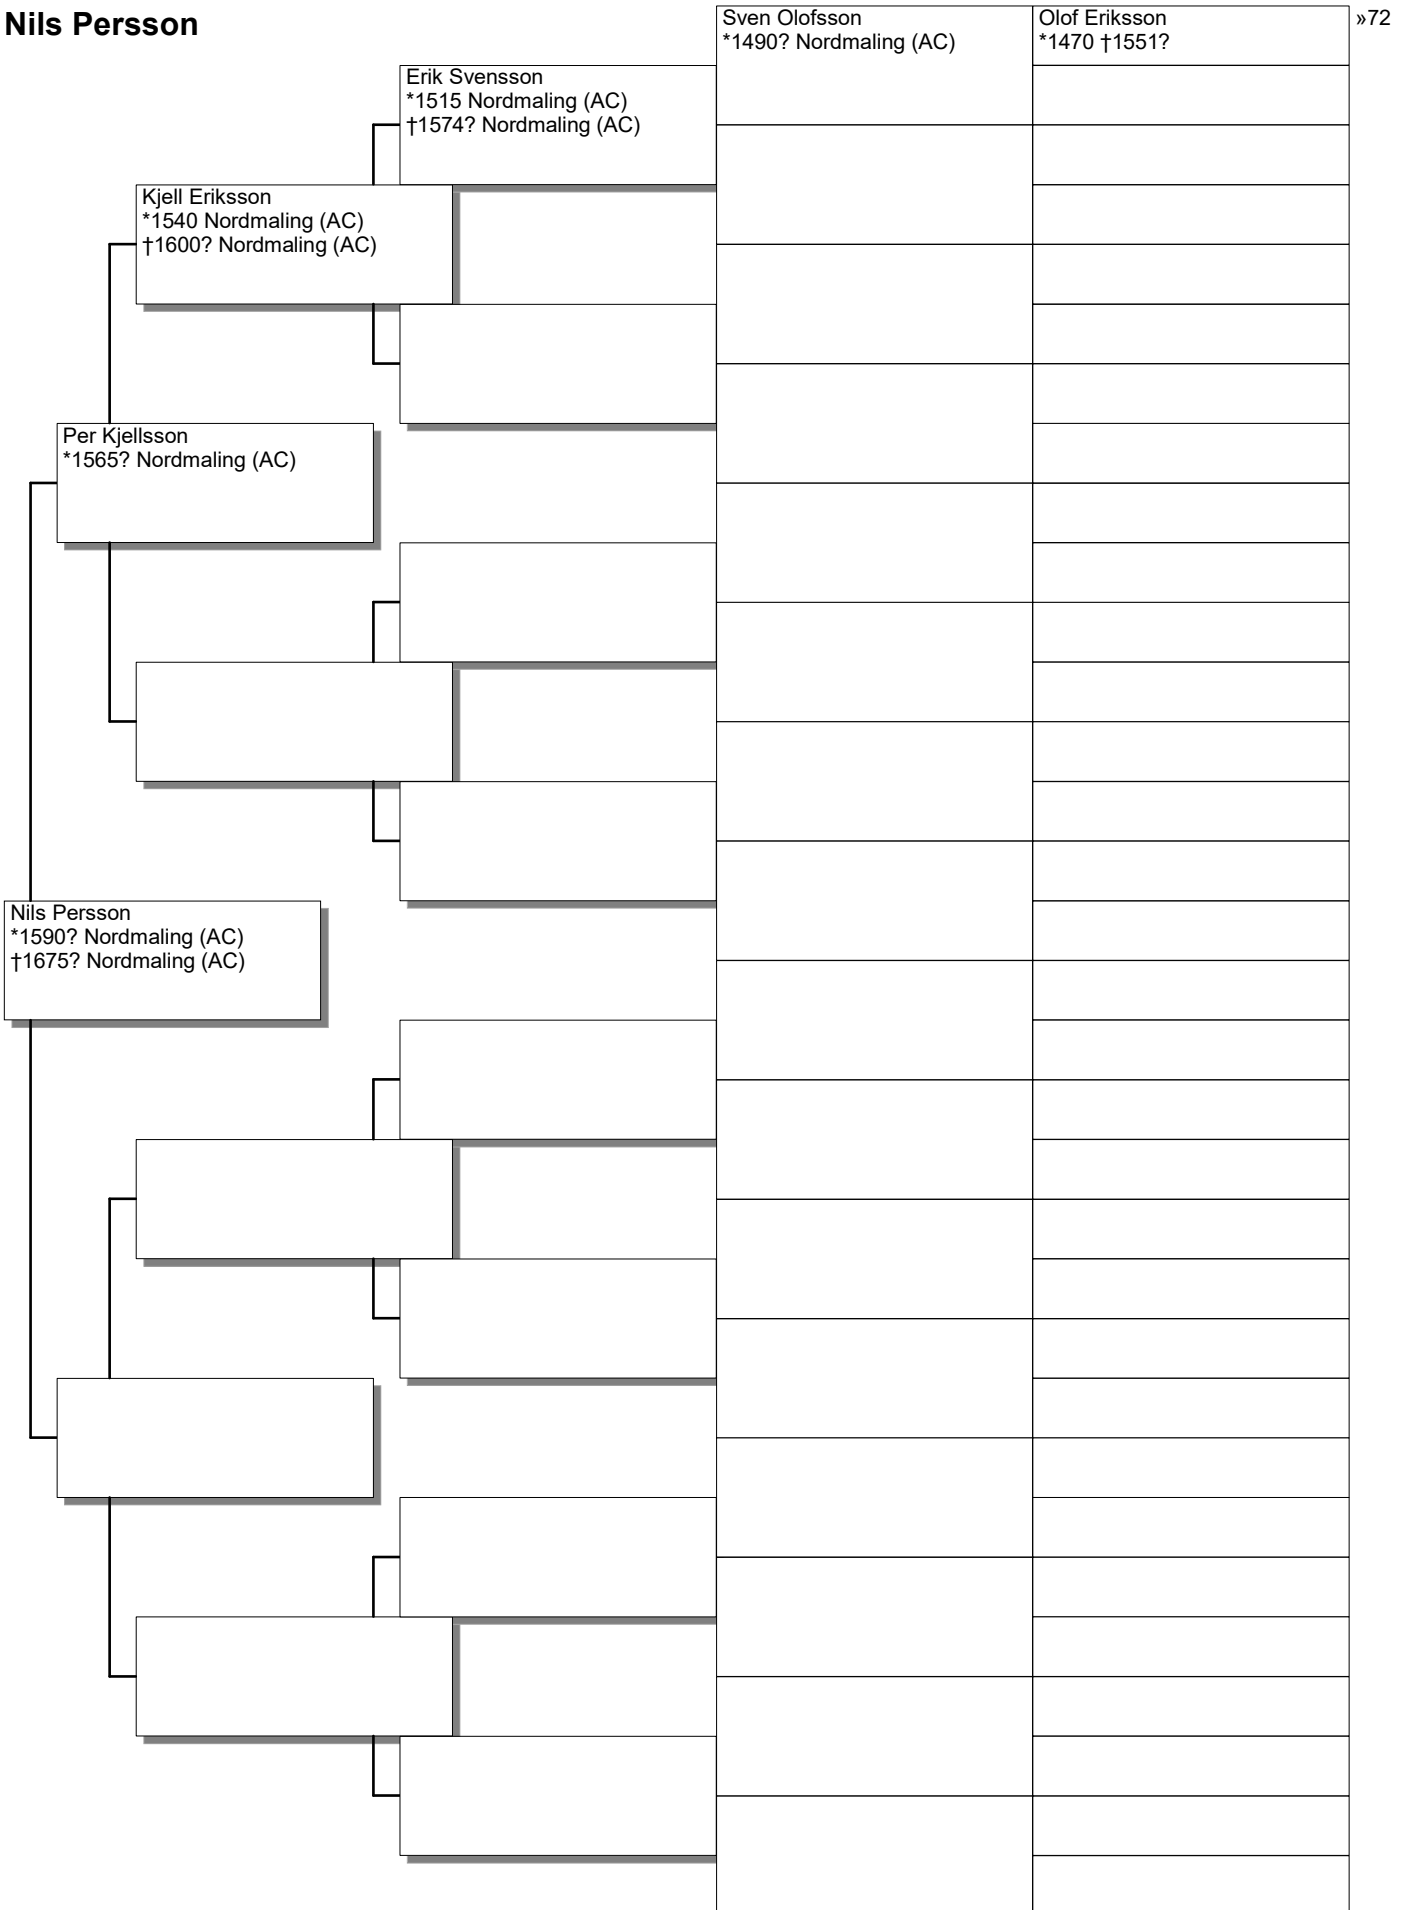 Nils Persson
Sven Olofsson
*1490? Nordmaling (AC)
Olof Eriksson
*1470 †1551?
»72
Erik Svensson
*1515 Nordmaling (AC)
†1574? Nordmaling (AC)
Kjell Eriksson
*1540 Nordmaling (AC)
†1600? Nordmaling (AC)
Per Kjellsson
*1565? Nordmaling (AC)
Nils Persson
*1590? Nordmaling (AC)
†1675? Nordmaling (AC)